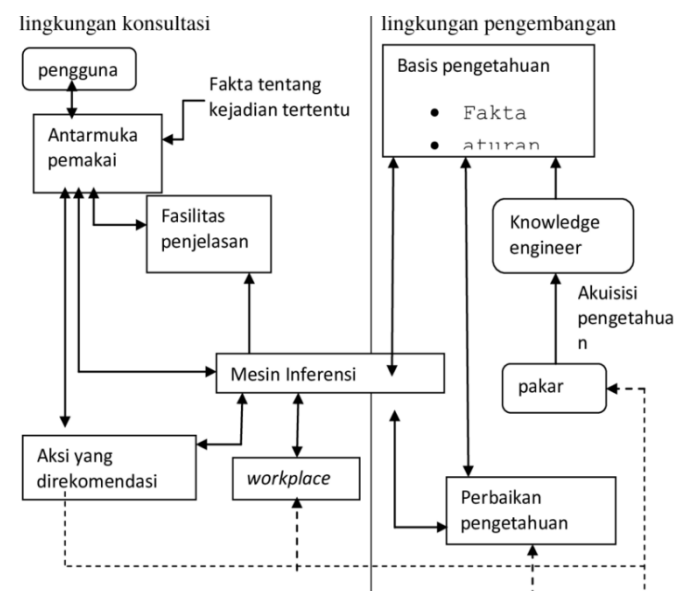 lingkungan konsultasi
lingkungan pengembangan
pengguna
Fakta tentang
kejadian tertentu
Antarmuka
pemakai
Basis pengetahuan
• Fakta
• aturan
Fasilitas
penjelasan
Knowledge
engineer
Akuisisi
pengetahua
n
Mesin Inferensi
pakar
Aksi yang
direkomendasi
workplace
Perbaikan
pengetahuan